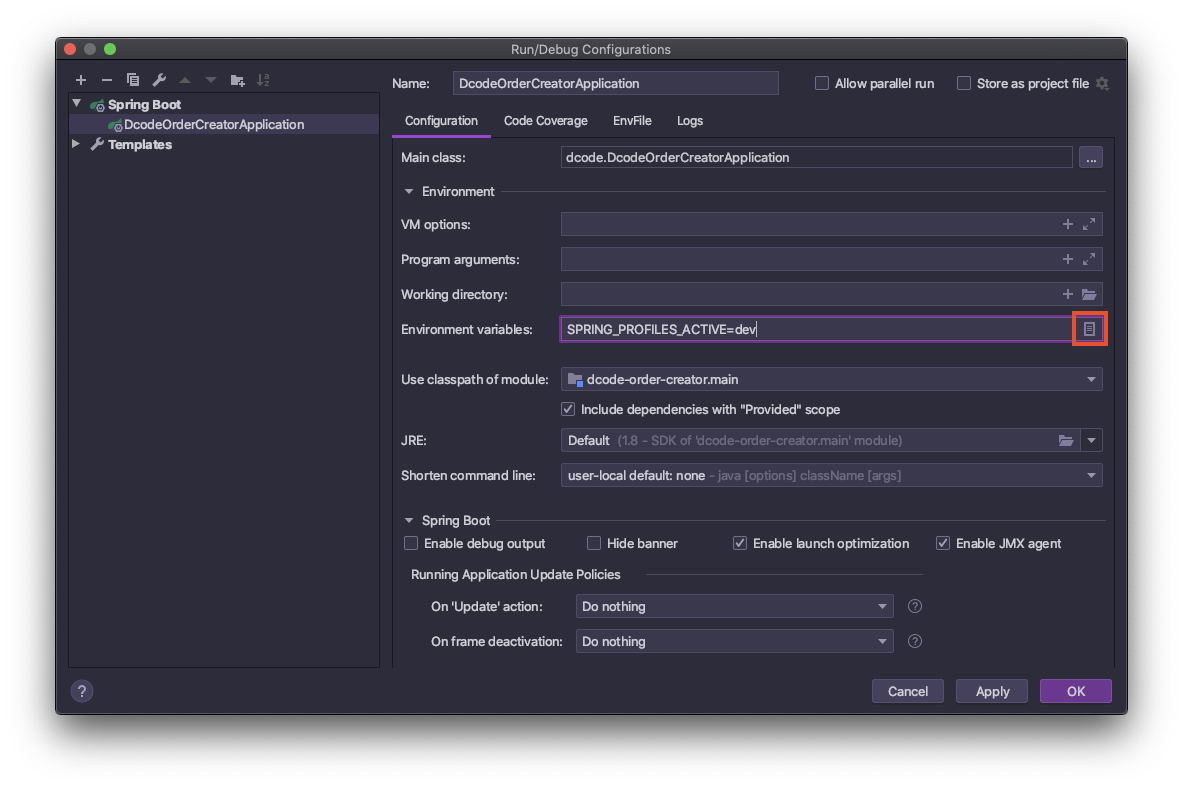 Run/Debug Configurations
Spring Boot
DcodeOrderCreatorApplication
Templates
Name: DcodeOrderCreatorApplication Allow parallel run Store as project file
Configuration Code Coverage EnvFile Logs
Main class: dcode.DcodeOrderCreatorApplication ...
Environment
VM options:
Program arguments:
Working directory:
Environment variables: SPRING_PROFILES_ACTIVE=dev
Use classpath of module: dcode-order-creator.main
Include dependencies with "Provided" scope
JRE: Default (1.8 - SDK of 'dcode-order-creator.main' module)
Shorten command line: user-local default: none - java [options] className [args]
Spring Boot
Enable debug output Hide banner Enable launch optimization Enable JMX agent
Running Application Update Policies
On 'Update' action: Do nothing ?
On frame deactivation: Do nothing ?
? Cancel Apply OK